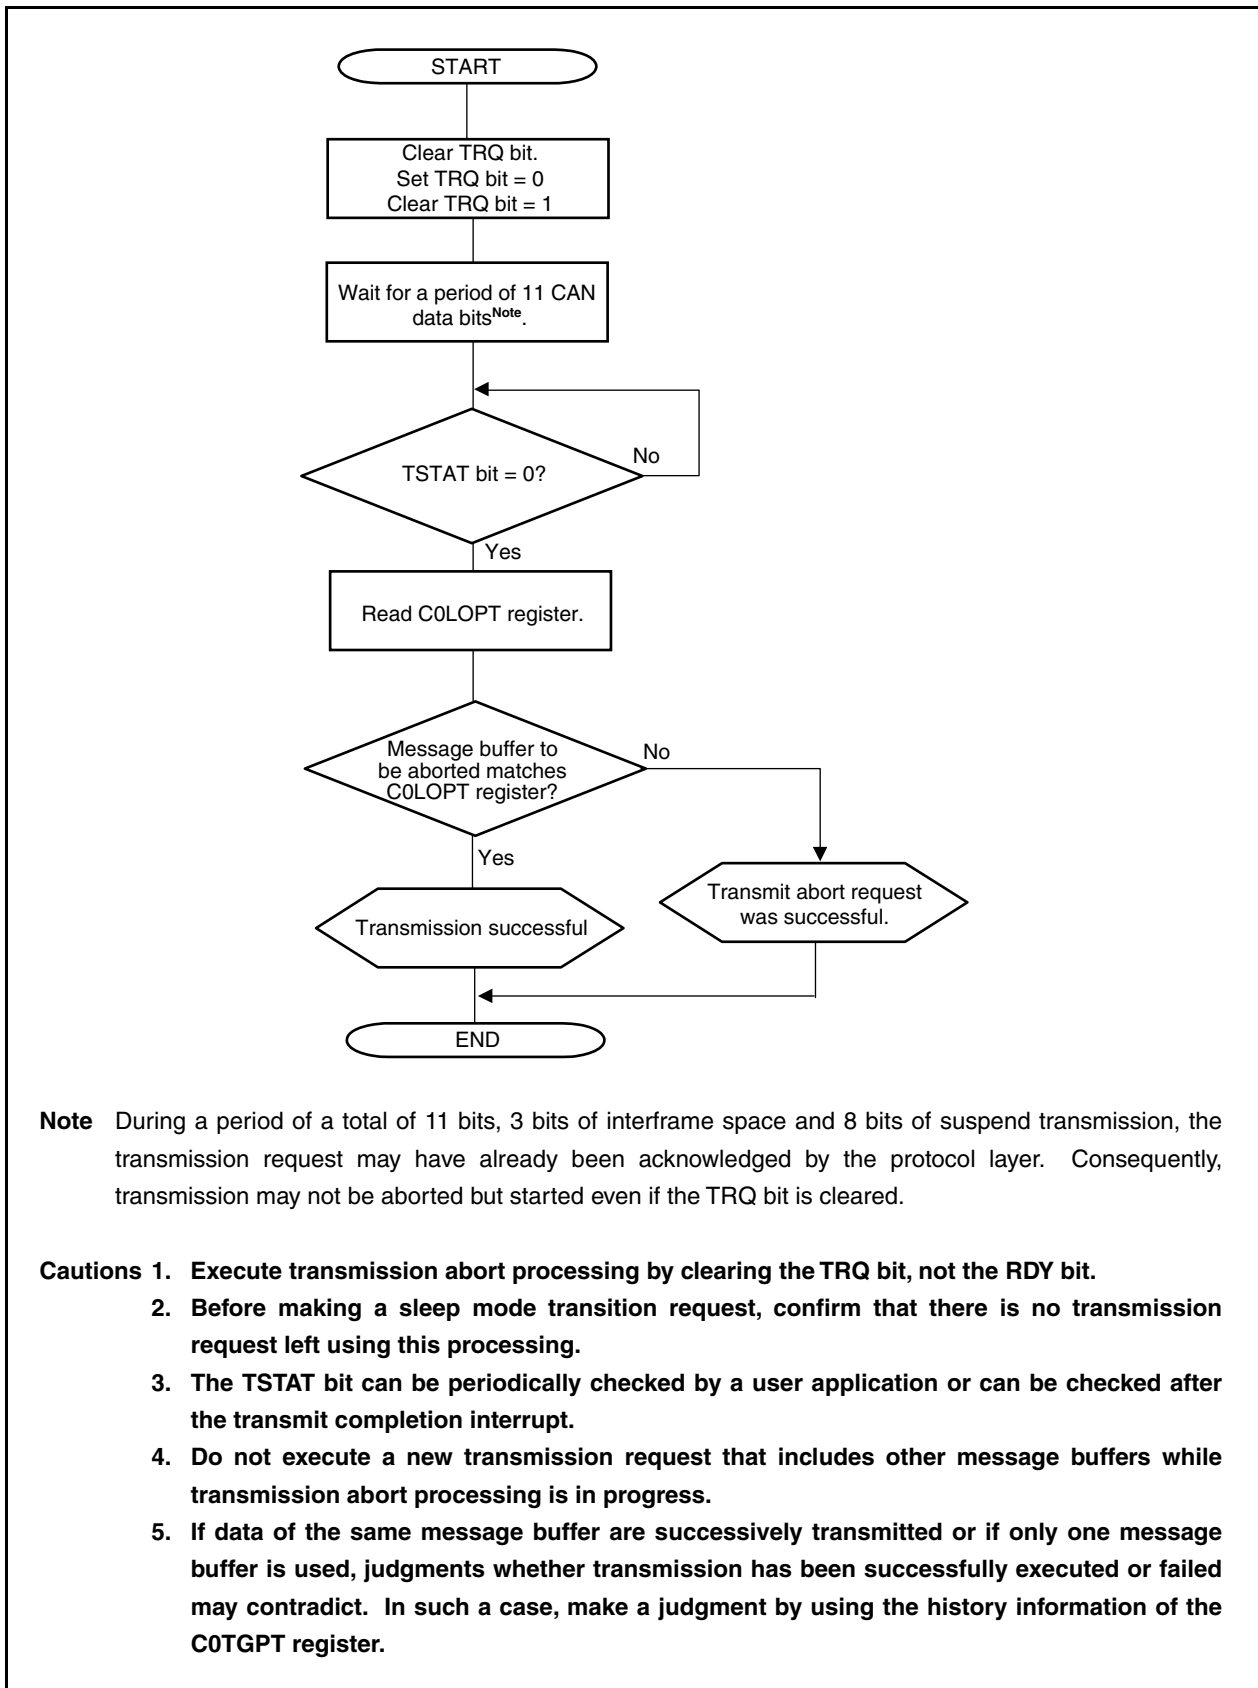 START
Clear TRQ bit.
Set TRQ bit = 0
Clear TRQ bit = 1
Wait for a period of 11 CAN
data bitsNote.
TSTAT bit = 0?
No
Yes
Read C0LOPT register.
Message buffer to
be aborted matches
C0LOPT register?
No
Yes
Transmit abort request
was successful.
Transmission successful
END
Note During a period of a total of 11 bits, 3 bits of interframe space and 8 bits of suspend transmission, the
transmission request may have already been acknowledged by the protocol layer. Consequently,
transmission may not be aborted but started even if the TRQ bit is cleared.
Cautions 1. Execute transmission abort processing by clearing the TRQ bit, not the RDY bit.
2. Before making a sleep mode transition request, confirm that there is no transmission
request left using this processing.
3. The TSTAT bit can be periodically checked by a user application or can be checked after
the transmit completion interrupt.
4. Do not execute a new transmission request that includes other message buffers while
transmission abort processing is in progress.
5. If data of the same message buffer are successively transmitted or if only one message
buffer is used, judgments whether transmission has been successfully executed or failed
may contradict. In such a case, make a judgment by using the history information of the
C0TGPT register.